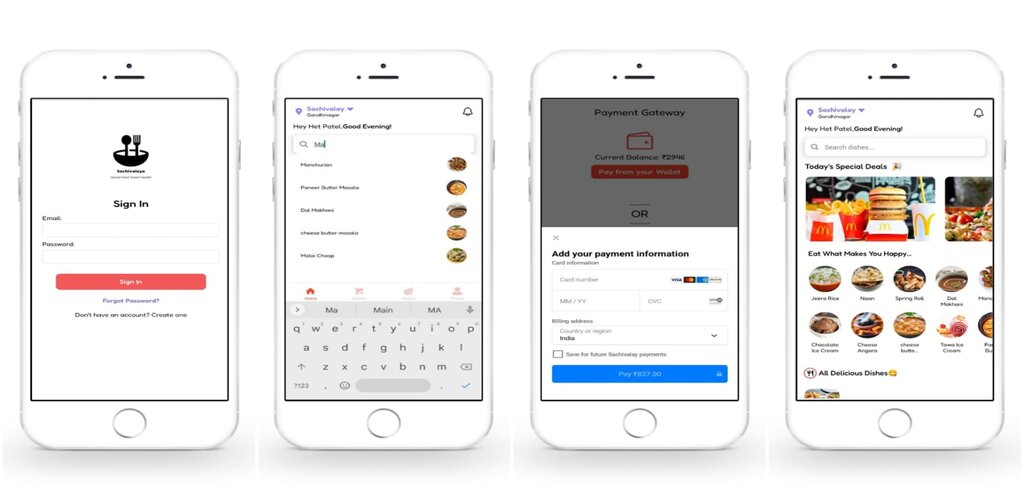 Sachivalaya
Good Food Good Health
Sign In
Email:
Password:
Sign In
Forgot Password?
Don't have an account? Create one
Sachivalay
Gandhinagar
Hey Het Patel,Good Evening!
Ma
Manchurian
Paneer Butter Masala
Dal Makhani
cheese butter masala
Malai Chaap
Home
Ma Main MA
q w e r t y u i o p
a s d f g h j k l
z x c v b n m
?123 , .
Payment Gateway
Current Balance: ₹2946
Pay from your Wallet
OR
Add your payment information
Card information
Card number VISA
MM / YY CVC
Billing address
Country or region
India
Save for future Sachivalay payments
Pay ₹837.00
Sachivalay
Gandhinagar
Hey Het Patel,Good Evening!
Search dishes...
Today's Special Deals 🎉
Eat What Makes You Happy...
Jeera Rice Naan Spring Roll Dal Makhani Manc
Chocolate Ice Cream Cheese Angara cheese butte... Tawa Ice Cream Pa Bu
All Delicious Dishes😋